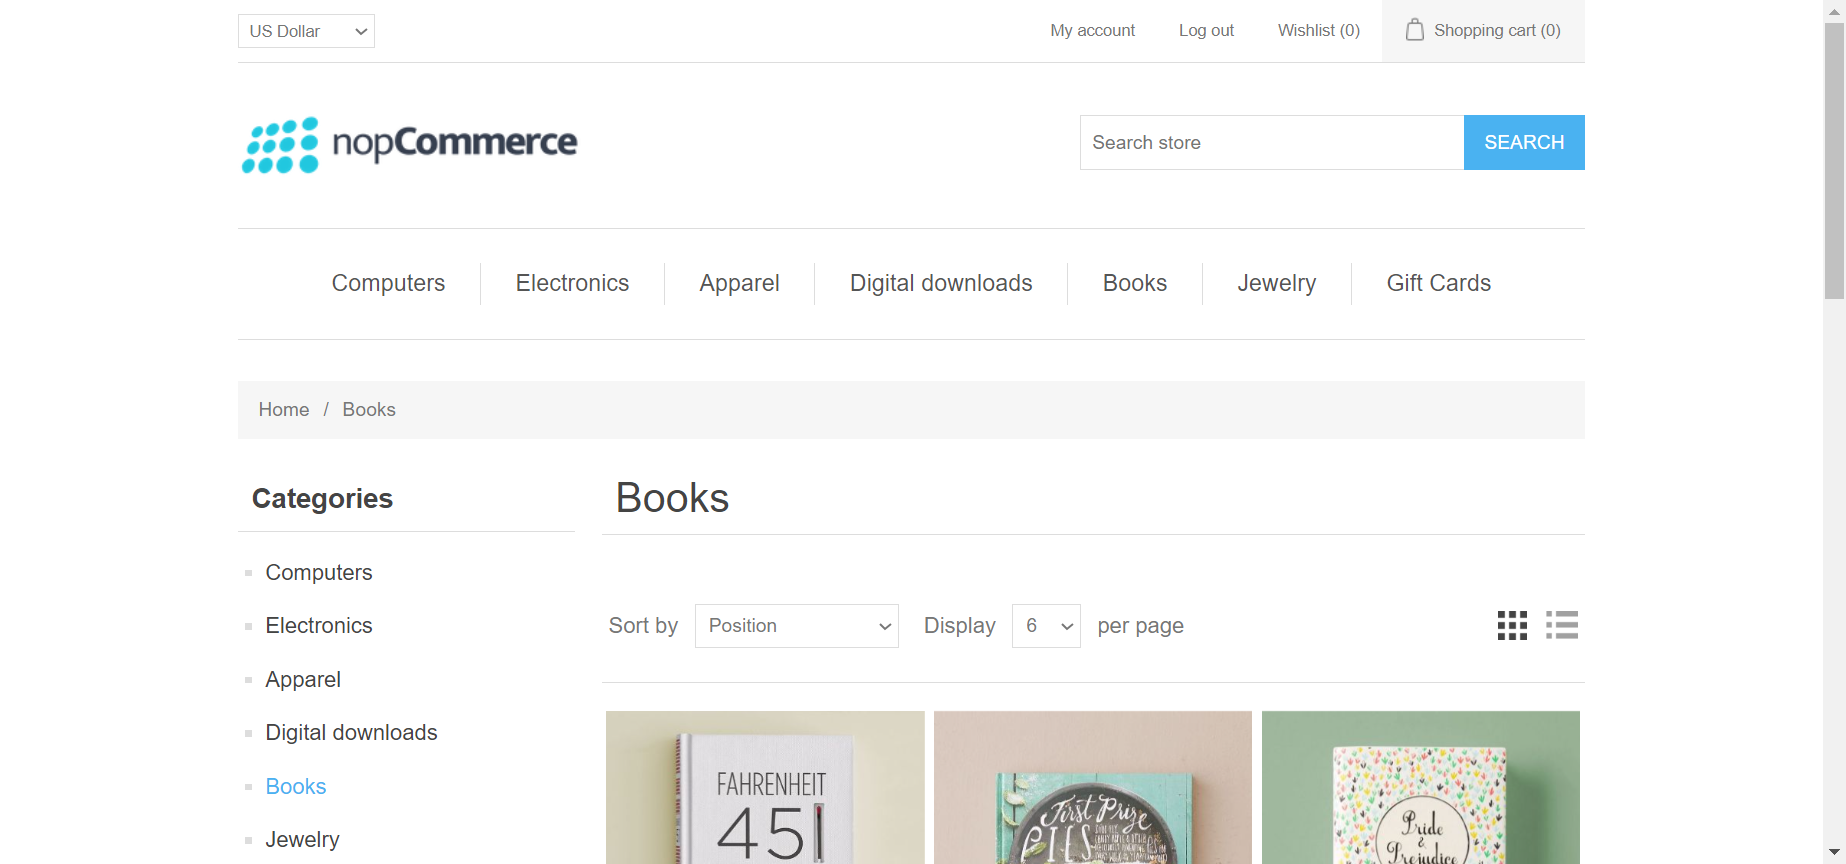 US Dollar
My account
Log out
Wishlist (0)
Shopping cart (0)
nopCommerce
Search store
SEARCH
Computers
Electronics
Apparel
Digital downloads
Books
Jewelry
Gift Cards
Home / Books
Categories
Computers
Electronics
Apparel
Digital downloads
Books
Jewelry
Books
Sort by Position Display 6 per page
FAHRENHEIT
451
First Prize
PIES
Pride
&
Prejudice